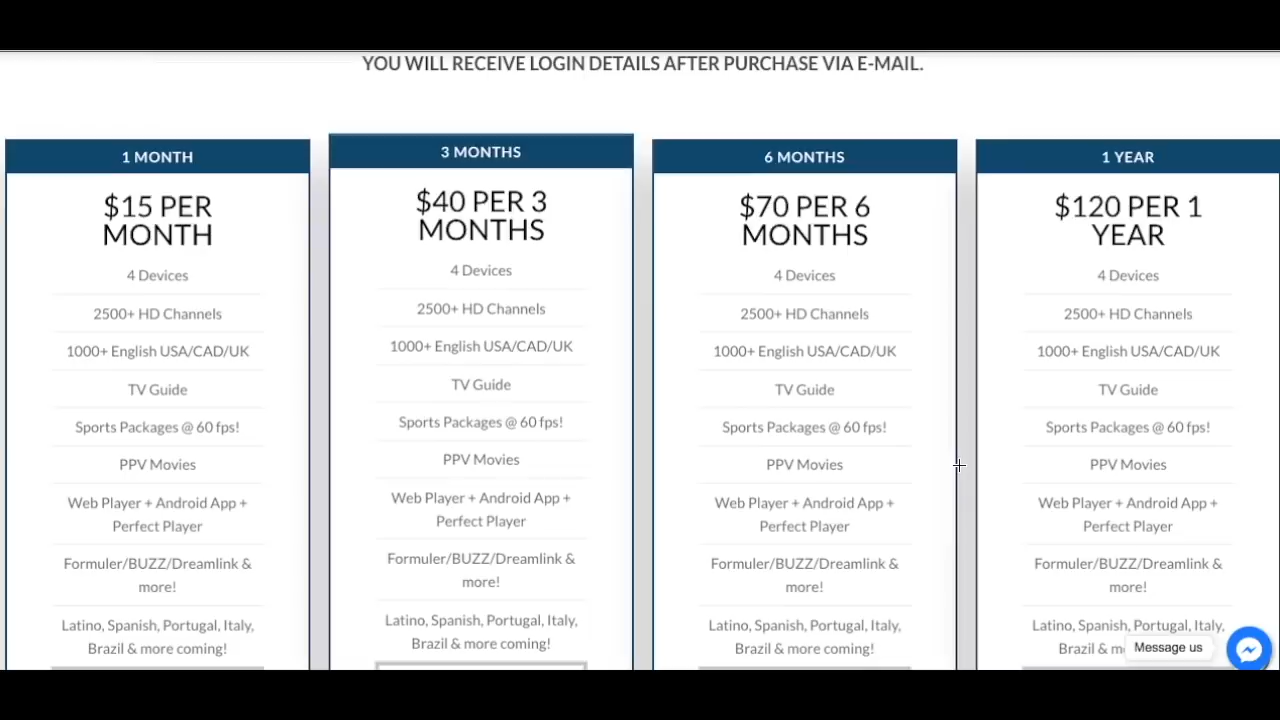 YOU WILL RECEIVE LOGIN DETAILS AFTER PURCHASE VIA E-MAIL.
1 MONTH
$15 PER
MONTH
4 Devices
2500+ HD Channels
1000+ English USA/CAD/UK
TV Guide
Sports Packages @ 60 fps!
PPV Movies
Web Player + Android App +
Perfect Player
Formuler/BUZZ/Dreamlink &
more!
Latino, Spanish, Portugal, Italy,
Brazil & more coming!
3 MONTHS
$40 PER 3
MONTHS
4 Devices
2500+ HD Channels
1000+ English USA/CAD/UK
TV Guide
Sports Packages @ 60 fps!
PPV Movies
Web Player + Android App +
Perfect Player
Formuler/BUZZ/Dreamlink &
more!
Latino, Spanish, Portugal, Italy,
Brazil & more coming!
6 MONTHS
$70 PER 6
MONTHS
4 Devices
2500+ HD Channels
1000+ English USA/CAD/UK
TV Guide
Sports Packages @ 60 fps!
PPV Movies
Web Player + Android App +
Perfect Player
Formuler/BUZZ/Dreamlink &
more!
Latino, Spanish, Portugal, Italy,
Brazil & more coming!
1 YEAR
$120 PER 1
YEAR
4 Devices
2500+ HD Channels
1000+ English USA/CAD/UK
TV Guide
Sports Packages @ 60 fps!
PPV Movies
Web Player + Android App +
Perfect Player
Formuler/BUZZ/Dreamlink &
more!
Latino, Spanish, Portugal, Italy,
Brazil &
Message us